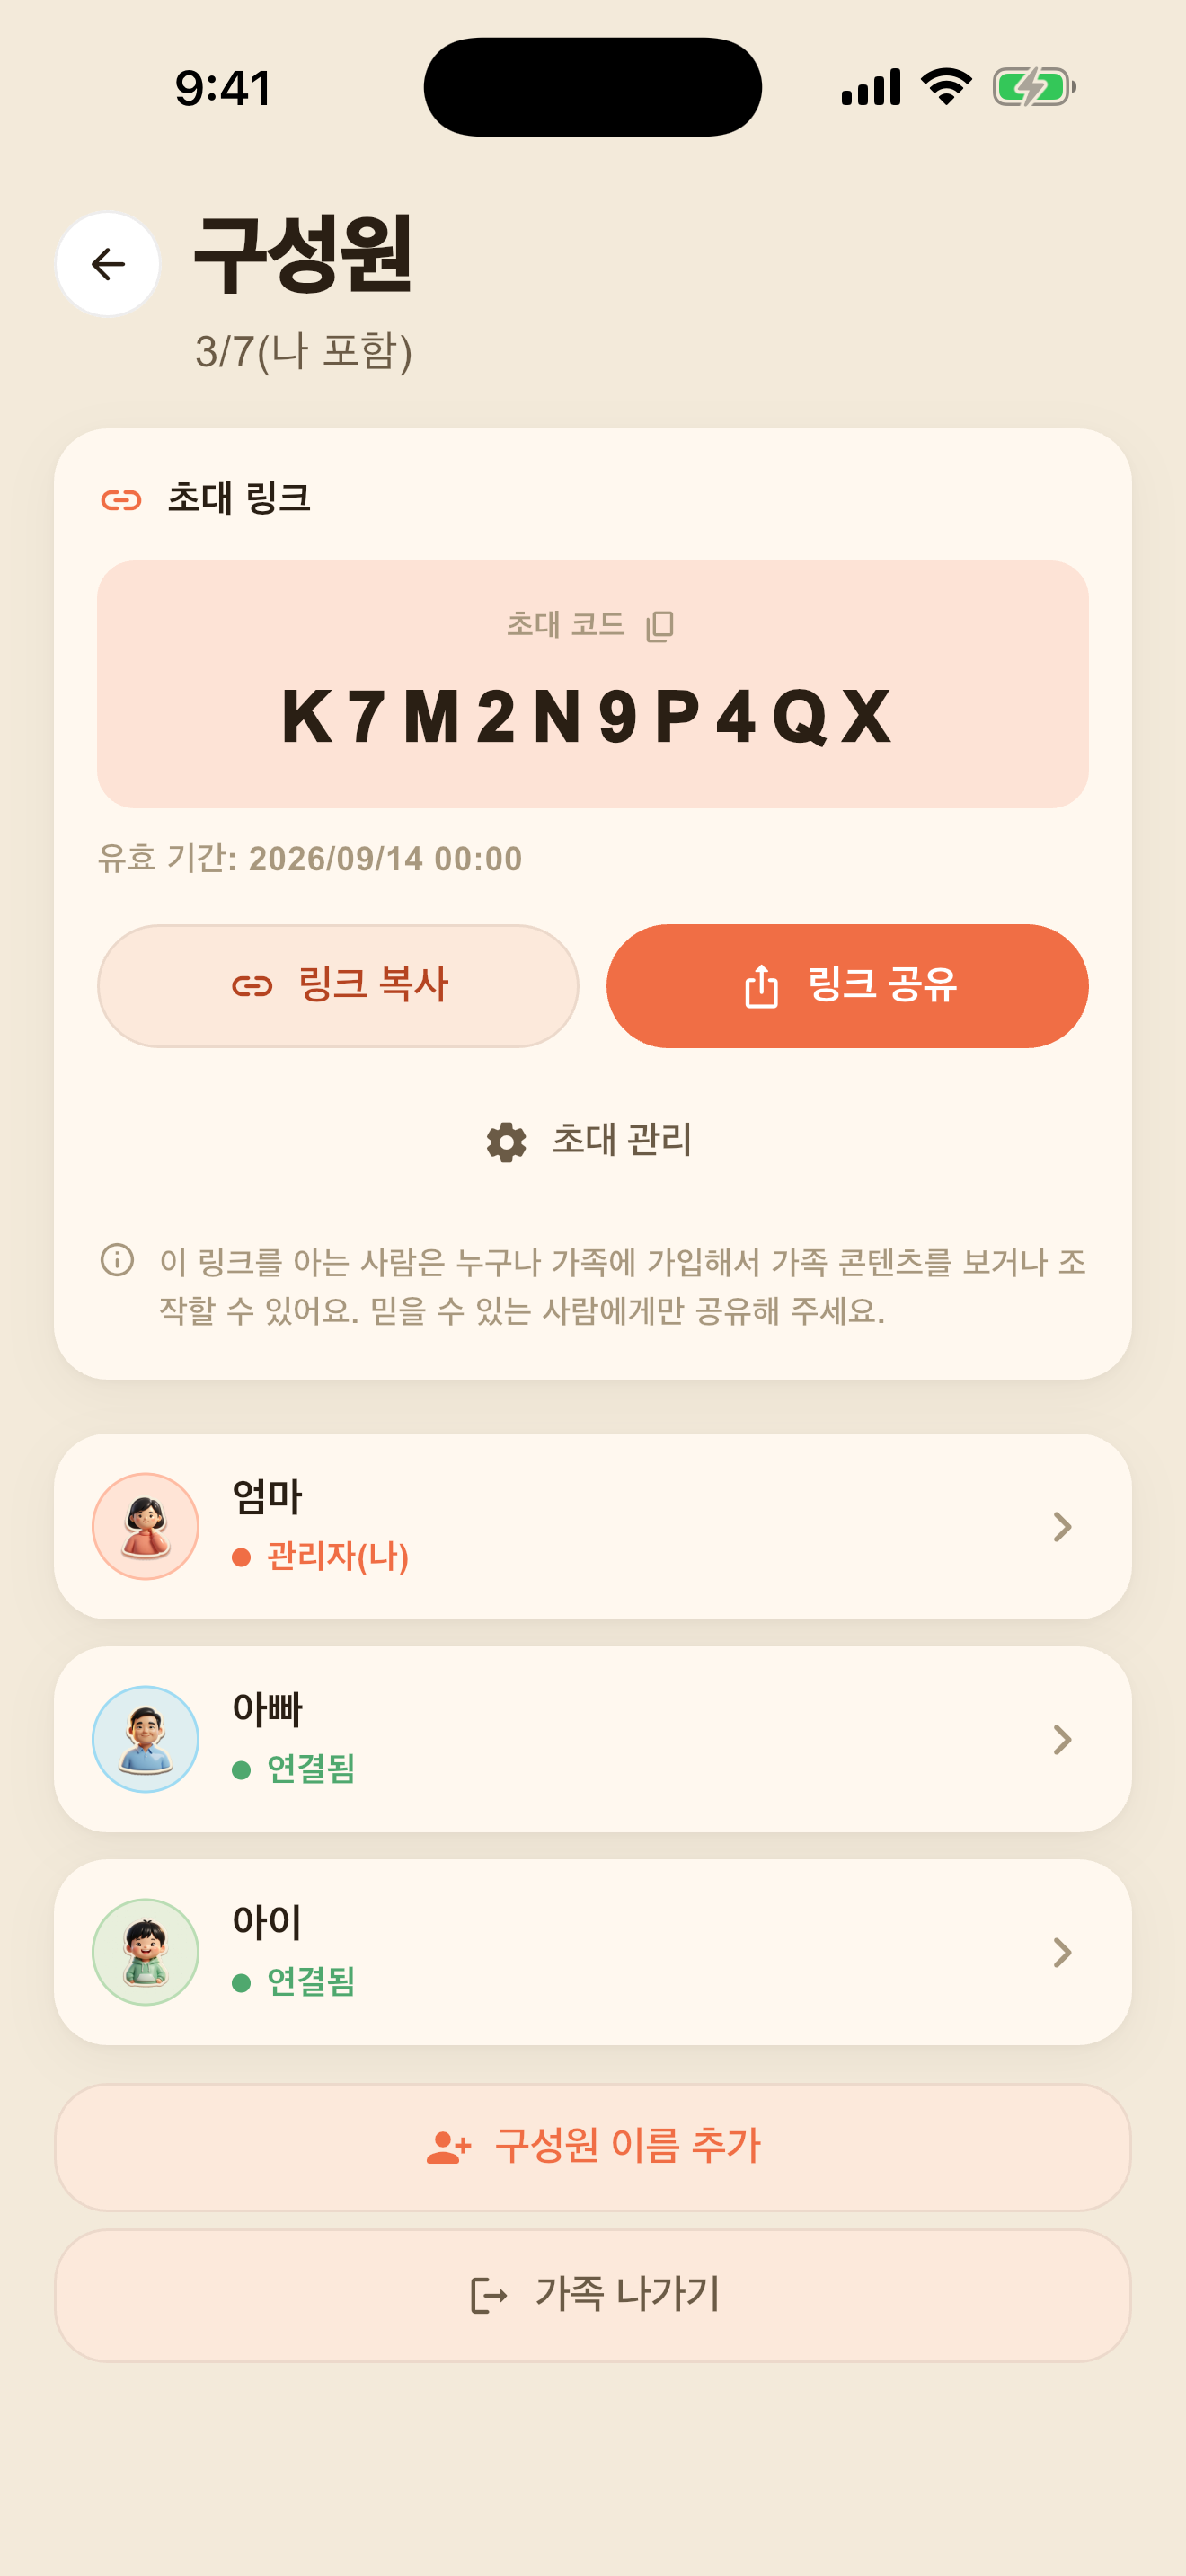 9:41
구성원
3/7(나 포함)
초대 링크
초대 코드
K7M2N9P4QX
유효 기간: 2026/09/14 00:00
링크 복사
링크 공유
초대 관리
이 링크를 아는 사람은 누구나 가족에 가입해서 가족 콘텐츠를 보거나 조
작할 수 있어요. 믿을 수 있는 사람에게만 공유해 주세요.
엄마
관리자(나)
아빠
연결됨
아이
연결됨
구성원 이름 추가
가족 나가기